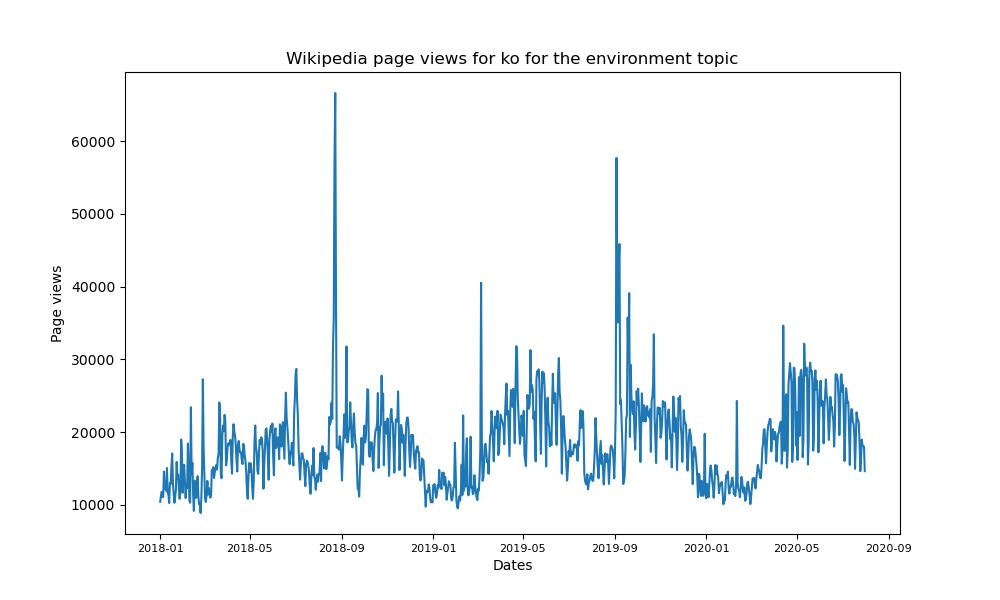 Wikipedia page views for ko for the environment topic
60000
50000
40000
30000
20000
10000
Page views
2018-01 2018-05 2018-09 2019-01 2019-05 2019-09 2020-01 2020-05 2020-09
Dates